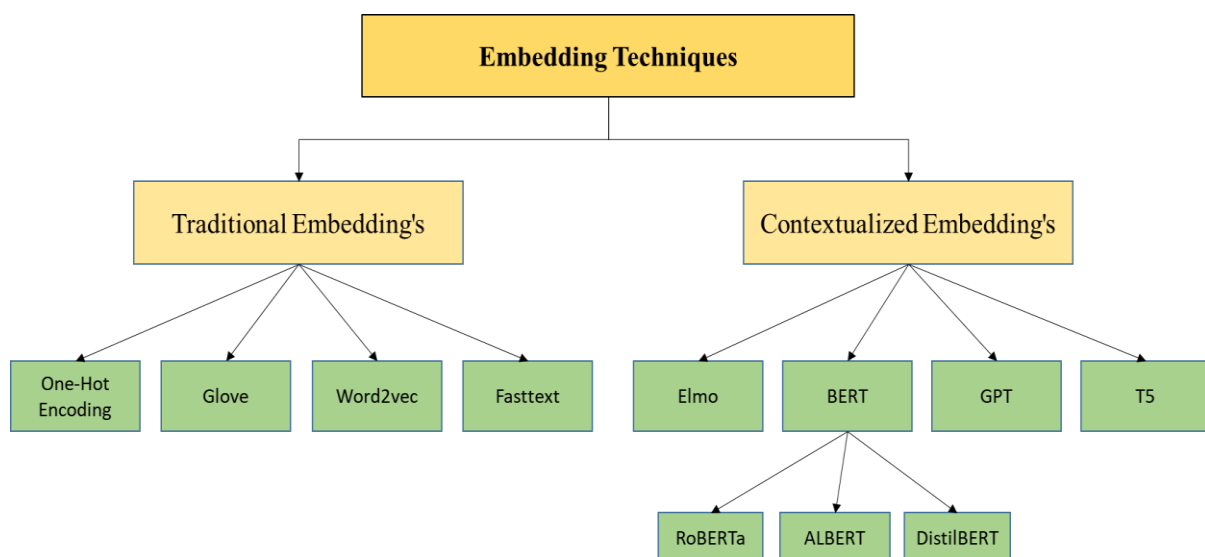 Embedding Techniques
Traditional Embedding's
Contextualized Embedding's
One-Hot
Encoding
Glove
Word2vec
Fasttext
Elmo
BERT
GPT
T5
RoBERTa
ALBERT
DistilBERT